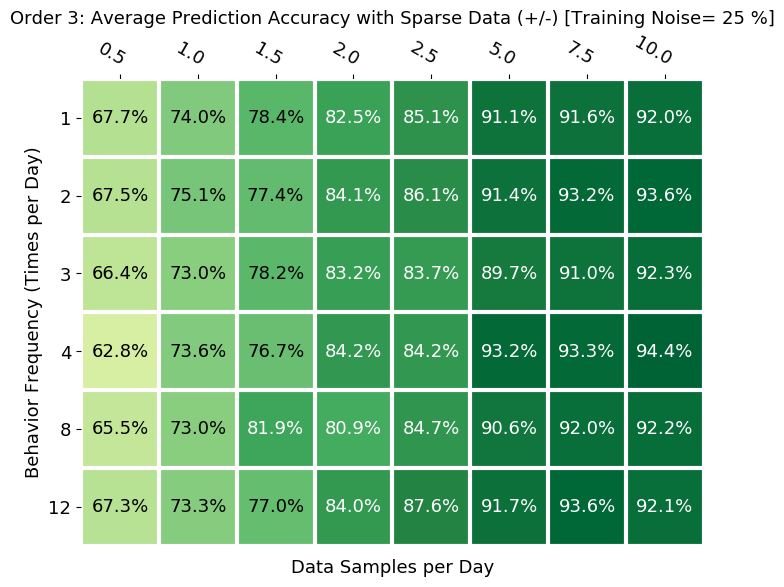 Order 3: Average Prediction Accuracy with Sparse Data (+/-) [Training Noise= 25 %]
0.5 1.0 1.5 2.0 2.5 5.0 7.5 10.0
1 67.7% 74.0% 78.4% 82.5% 85.1% 91.1% 91.6% 92.0%
2 67.5% 75.1% 77.4% 84.1% 86.1% 91.4% 93.2% 93.6%
3 66.4% 73.0% 78.2% 83.2% 83.7% 89.7% 91.0% 92.3%
4 62.8% 73.6% 76.7% 84.2% 84.2% 93.2% 93.3% 94.4%
8 65.5% 73.0% 81.9% 80.9% 84.7% 90.6% 92.0% 92.2%
12 67.3% 73.3% 77.0% 84.0% 87.6% 91.7% 93.6% 92.1%
Behavior Frequency (Times per Day)
Data Samples per Day